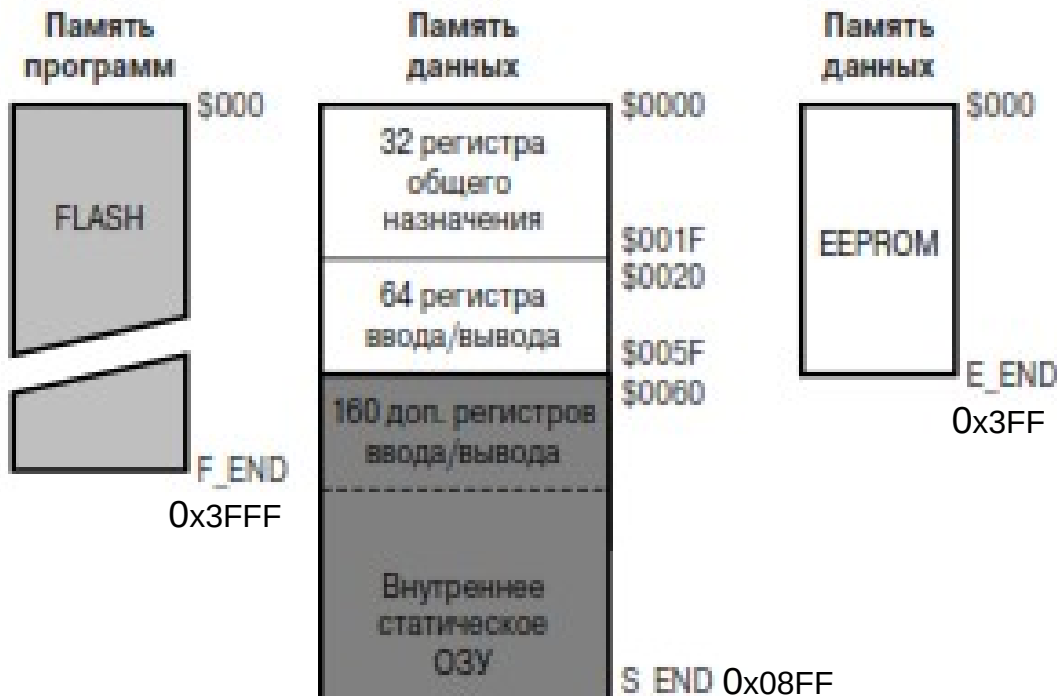 Память
программ
$000
FLASH
F_END
0x3FFF
Память
данных
$0000
32 регистра
общего
назначения
$001F
$0020
64 регистра
ввода/вывода
$005F
$0060
160 доп. регистров
ввода/вывода
Внутреннее
статическое
ОЗУ
S_END 0x08FF
Память
данных
$000
EEPROM
E_END
0x3FF